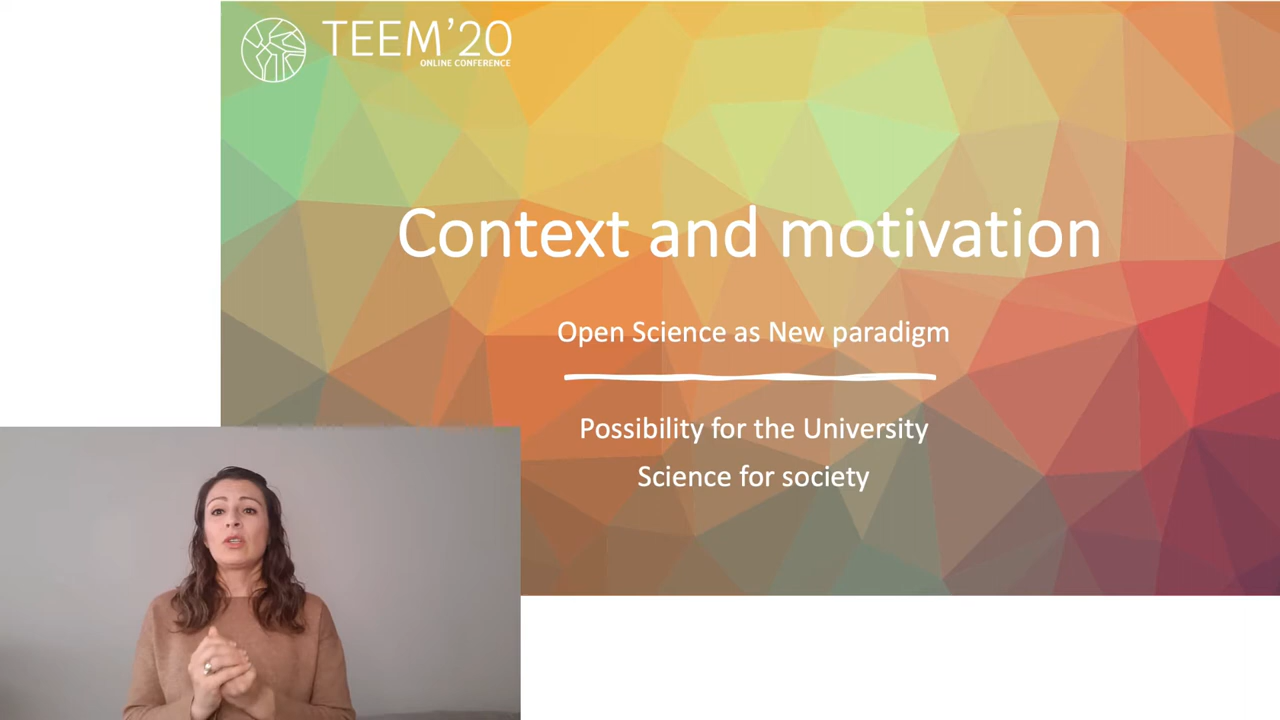 TEEM’20
ONLINE CONFERENCE
Context and motivation
Open Science as New paradigm
Possibility for the University
Science for society